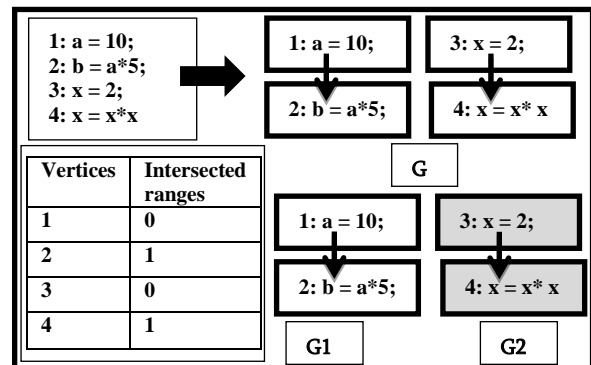 1: a = 10;
2: b = a*5;
3: x = 2;
4: x = x*x
1: a = 10;
2: b = a*5;
3: x = 2;
4: x = x* x
G
Vertices Intersected
ranges
1 0
2 1
3 0
4 1
1: a = 10;
2: b = a*5;
3: x = 2;
4: x = x* x
G1
G2